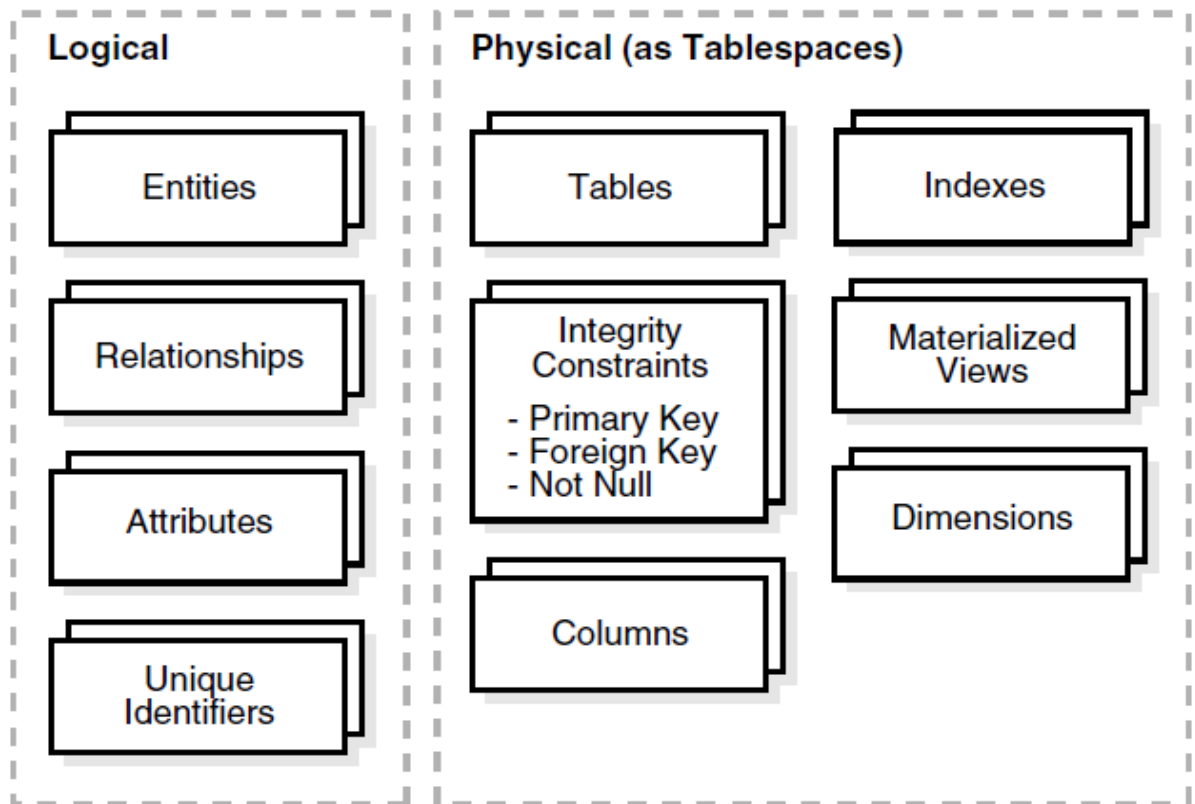 Logical
Entities
Relationships
Attributes
Unique
Identifiers
Physical (as Tablespaces)
Tables
Integrity
Constraints
- Primary Key
- Foreign Key
- Not Null
Columns
Indexes
Materialized
Views
Dimensions